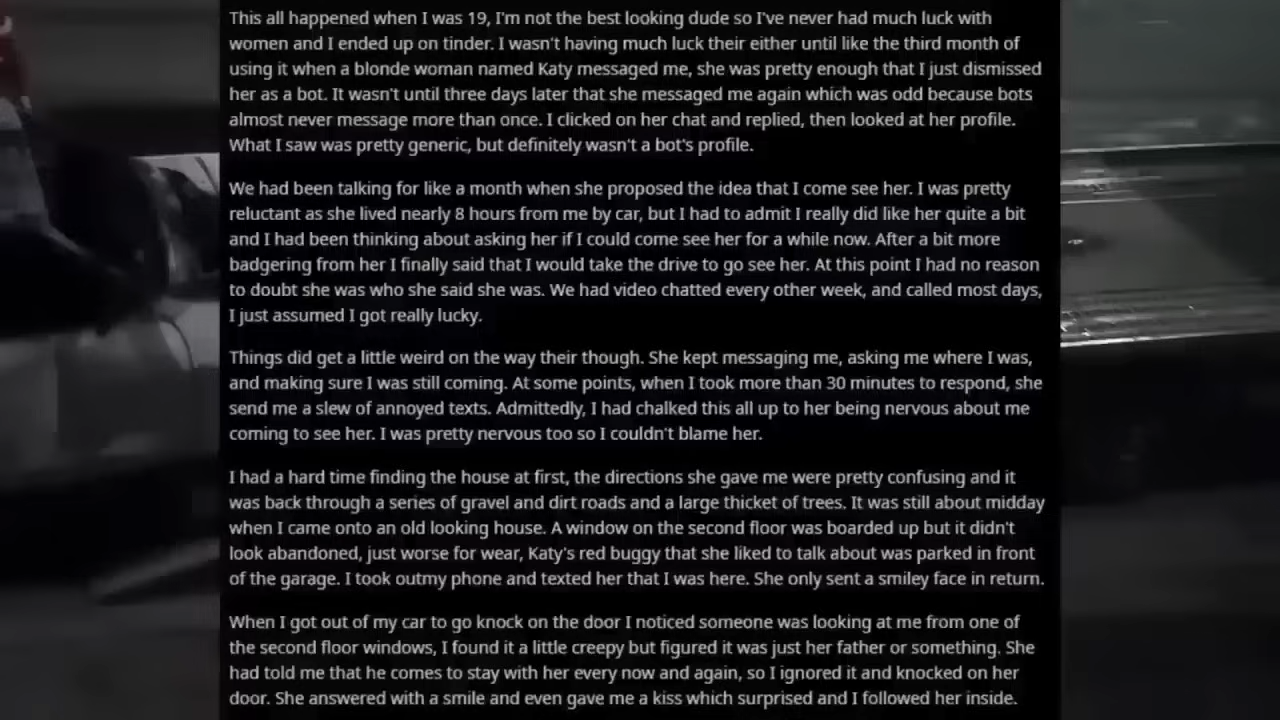 This all happened when I was 19, I'm not the best looking dude so I've never had much luck with
women and I ended up on tinder. I wasn't having much luck their either until like the third month of
using it when a blonde woman named Katy messaged me, she was pretty enough that I just dismissed
her as a bot. It wasn't until three days later that she messaged me again which was odd because bots
almost never message more than once. I clicked on her chat and replied, then looked at her profile.
What I saw was pretty generic, but definitely wasn't a bot's profile.
We had been talking for like a month when she proposed the idea that I come see her. I was pretty
reluctant as she lived nearly 8 hours from me by car, but I had to admit I really did like her quite a bit
and I had been thinking about asking her if I could come see her for a while now. After a bit more
badgering from her I finally said that I would take the drive to go see her. At this point I had no reason
to doubt she was who she said she was. We had video chatted every other week, and called most days,
I just assumed I got really lucky.
Things did get a little weird on the way their though. She kept messaging me, asking me where I was,
and making sure I was still coming. At some points, when I took more than 30 minutes to respond, she
send me a slew of annoyed texts. Admittedly, I had chalked this all up to her being nervous about me
coming to see her. I was pretty nervous too so I couldn't blame her.
I had a hard time finding the house at first, the directions she gave me were pretty confusing and it
was back through a series of gravel and dirt roads and a large thicket of trees. It was still about midday
when I came onto an old looking house. A window on the second floor was boarded up but it didn't
look abandoned, just worse for wear, Katy's red buggy that she liked to talk about was parked in front
of the garage. I took outmy phone and texted her that I was here. She only sent a smiley face in return.
When I got out of my car to go knock on the door I noticed someone was looking at me from one of
the second floor windows, I found it a little creepy but figured it was just her father or something. She
had told me that he comes to stay with her every now and again, so I ignored it and knocked on her
door. She answered with a smile and even gave me a kiss which surprised and I followed her inside.